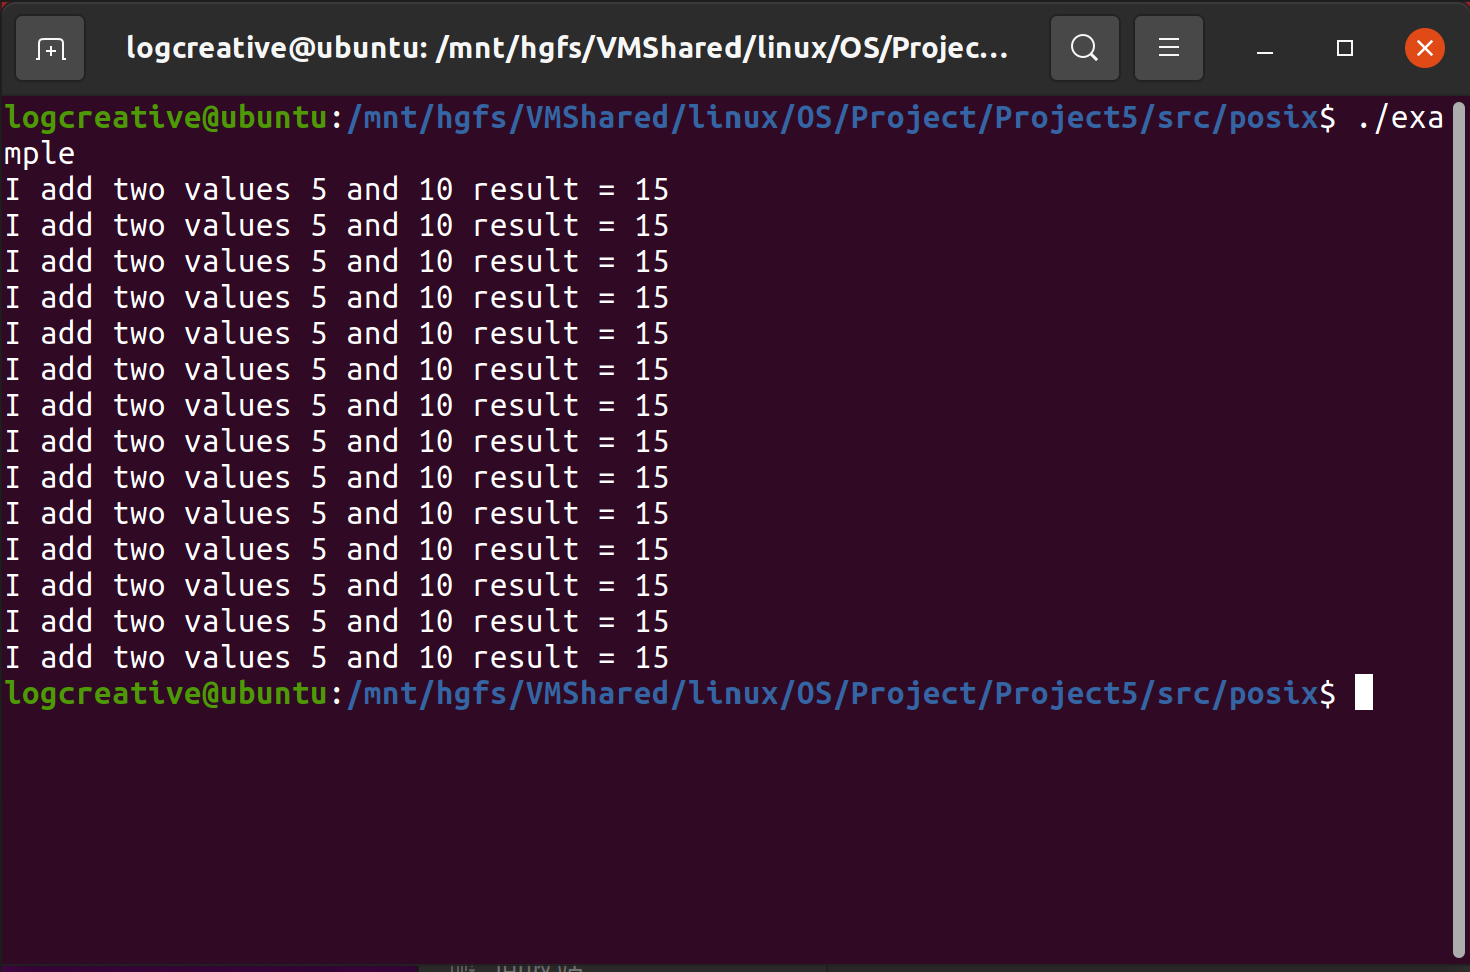 logcreative@ubuntu: /mnt/hgfs/VMShared/linux/OS/Projec...
logcreative@ubuntu:/mnt/hgfs/VMShared/linux/OS/Project/Project5/src/posix$ ./exa
mple
I add two values 5 and 10 result = 15
I add two values 5 and 10 result = 15
I add two values 5 and 10 result = 15
I add two values 5 and 10 result = 15
I add two values 5 and 10 result = 15
I add two values 5 and 10 result = 15
I add two values 5 and 10 result = 15
I add two values 5 and 10 result = 15
I add two values 5 and 10 result = 15
I add two values 5 and 10 result = 15
I add two values 5 and 10 result = 15
I add two values 5 and 10 result = 15
I add two values 5 and 10 result = 15
I add two values 5 and 10 result = 15
logcreative@ubuntu:/mnt/hgfs/VMShared/linux/OS/Project/Project5/src/posix$